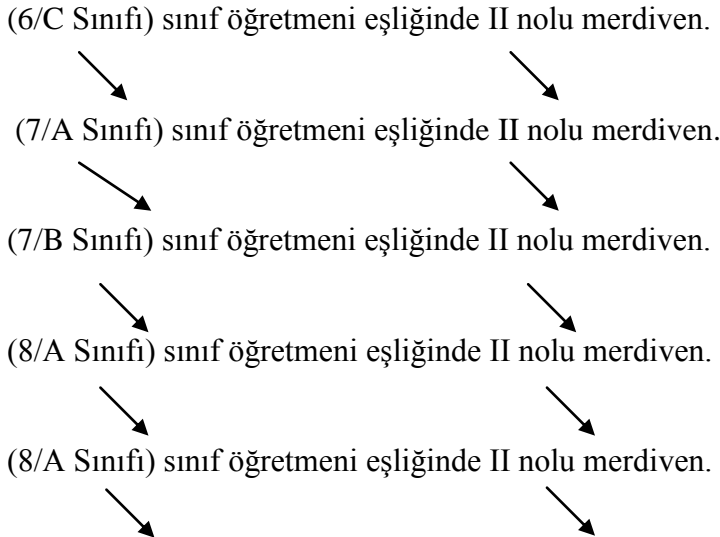 (6/C Sınıfı) sınıf öğretmeni eşliğinde II nolu merdiven.
(7/A Sınıfı) sınıf öğretmeni eşliğinde II nolu merdiven.
(7/B Sınıfı) sınıf öğretmeni eşliğinde II nolu merdiven.
(8/A Sınıfı) sınıf öğretmeni eşliğinde II nolu merdiven.
(8/A Sınıfı) sınıf öğretmeni eşliğinde II nolu merdiven.